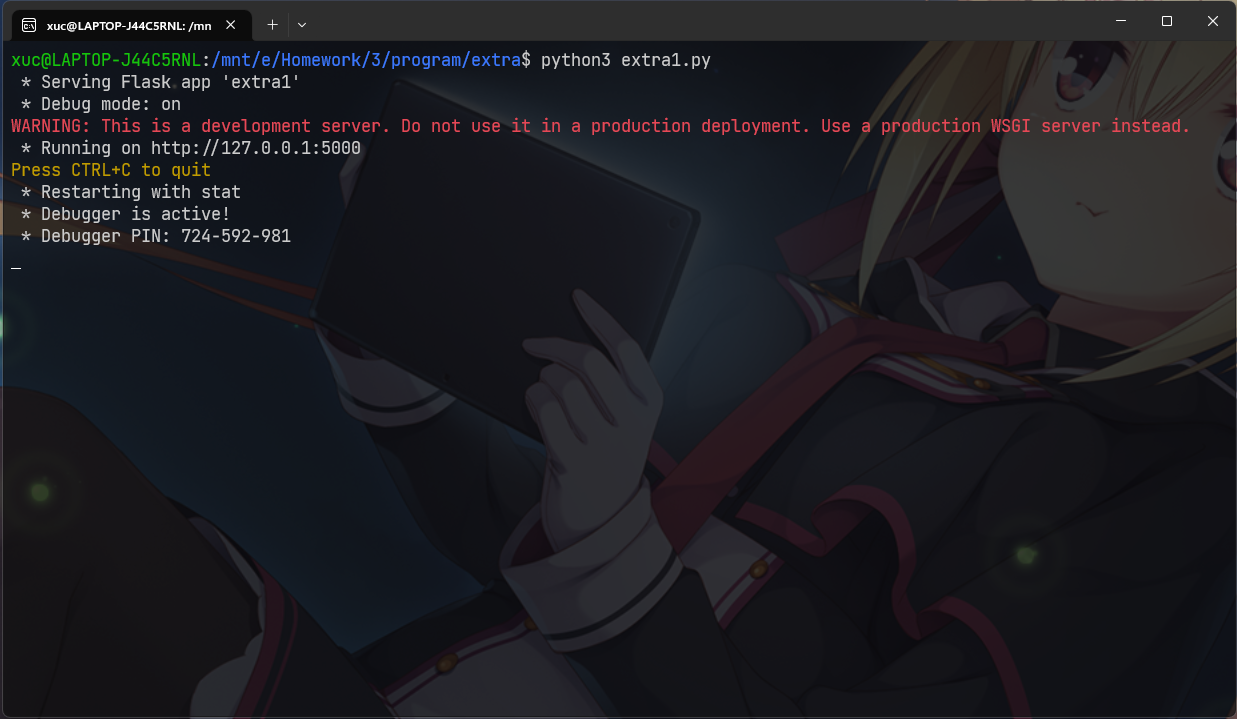 xuc@LAPTOP-J44C5RNL: /mn
xuc@LAPTOP-J44C5RNL:/mnt/e/Homework/3/program/extra$ python3 extra1.py
 * Serving Flask app 'extra1'
 * Debug mode: on
WARNING: This is a development server. Do not use it in a production deployment. Use a production WSGI server instead.
 * Running on http://127.0.0.1:5000
Press CTRL+C to quit
 * Restarting with stat
 * Debugger is active!
 * Debugger PIN: 724-592-981